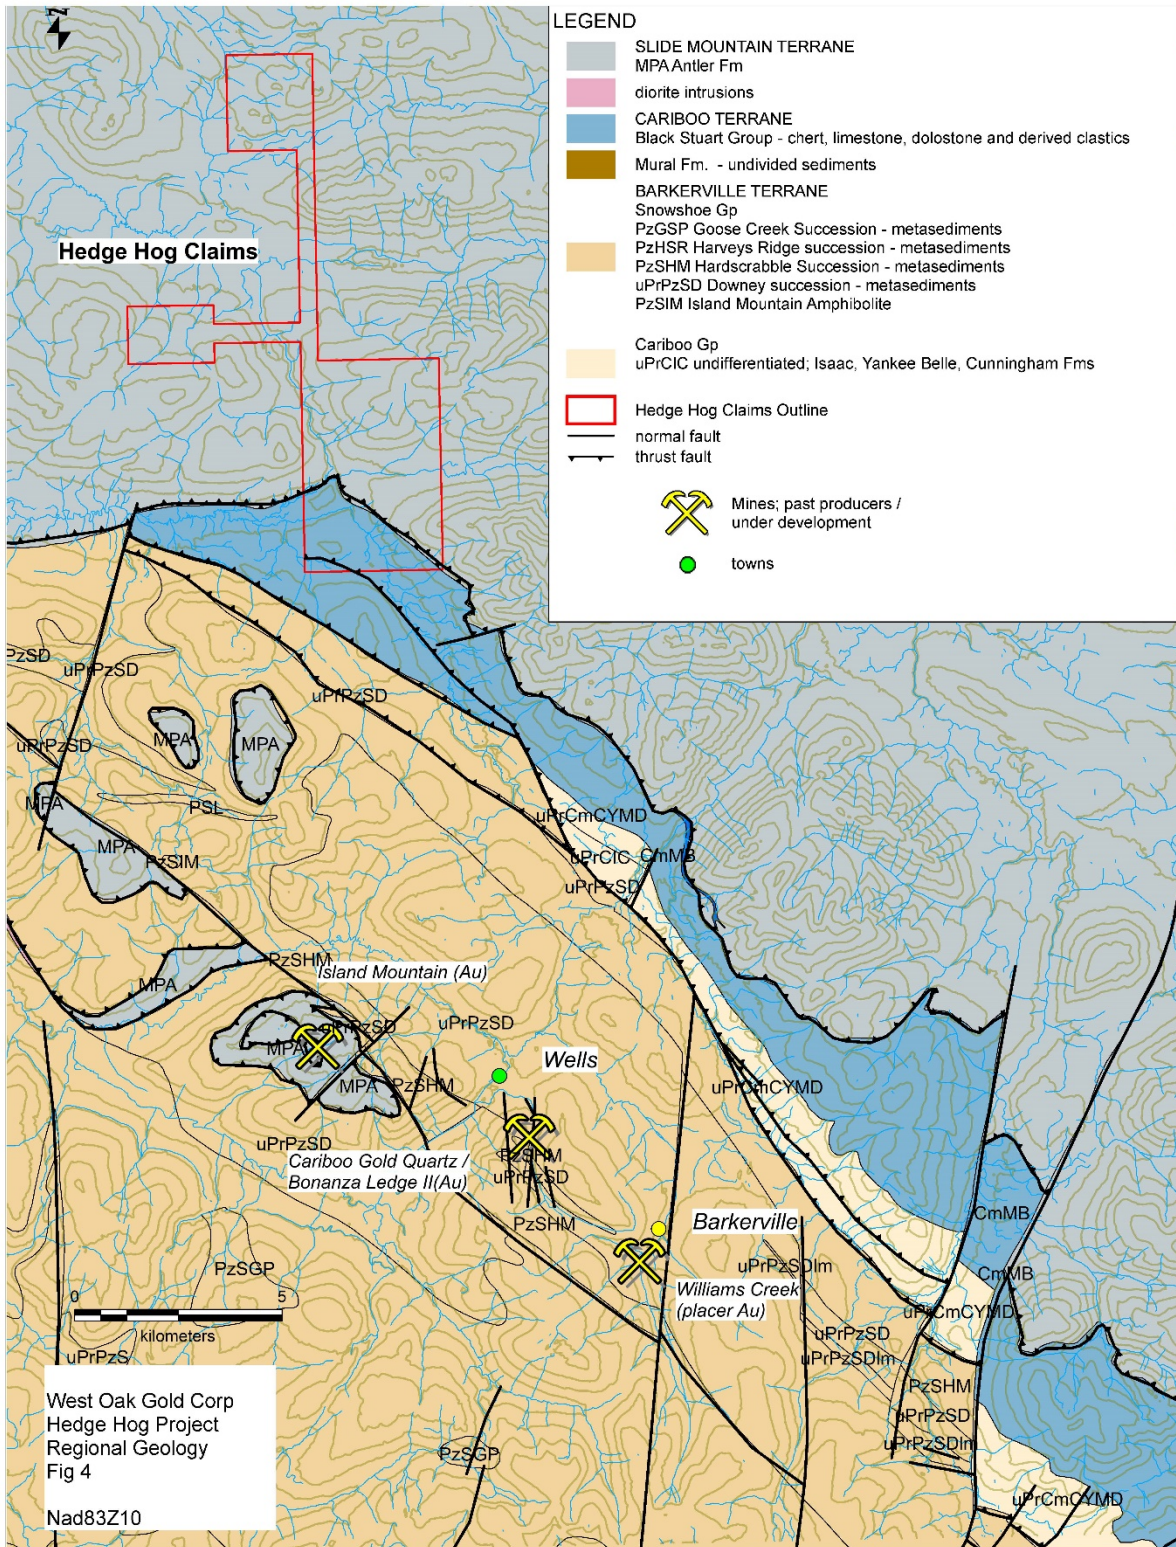 N
LEGEND
SLIDE MOUNTAIN TERRANE
MPA Antler Fm
diorite intrusions
CARIBOO TERRANE
Black Stuart Group - chert, limestone, dolostone and derived clastics
Mural Fm. - undivided sediments
BARKERVILLE TERRANE
Snowshoe Gp
PzGSP Goose Creek Succession - metasediments
PzHSR Harveys Ridge succession - metasediments
PzSHM Hardscrabble Succession - metasediments
uPrPzSD Downey succession - metasediments
PzSIM Island Mountain Amphibolite
Cariboo Gp
uPrCIC undifferentiated; Isaac, Yankee Belle, Cunningham Fms
Hedge Hog Claims Outline
normal fault
thrust fault
Mines; past producers /
under development
towns
Hedge Hog Claims
PzSD
uPrPzSD
uPrPzSD
uPrPzSD
MPA
MPA
MPA
PSL
MPA
PzSIM
uPrCmCYMD
uPrCIC
CmMB
uPrPzSD
PzSHM
Island Mountain (Au)
MPA
uPrPzSD
uPrPzSD
MPA
Wells
MPA
PzSHM
uPrCmCYMD
uPrPzSD
Cariboo Gold Quartz /
Bonanza Ledge II(Au)
PzSHM
uPrPzSD
PzSHM
Barkerville
CmMB
PzSGP
uPrPzSDlm
CmMB
Williams Creek
(placer Au)
0
5
kilometers
uPrCmCYMD
uPrPzSD
uPrPzS
uPrPzSDlm
PzSHM
uPrPzSD
uPrPzSDlm
PzSGP
uPrCmCYMD
West Oak Gold Corp
Hedge Hog Project
Regional Geology
Fig 4
Nad83Z10